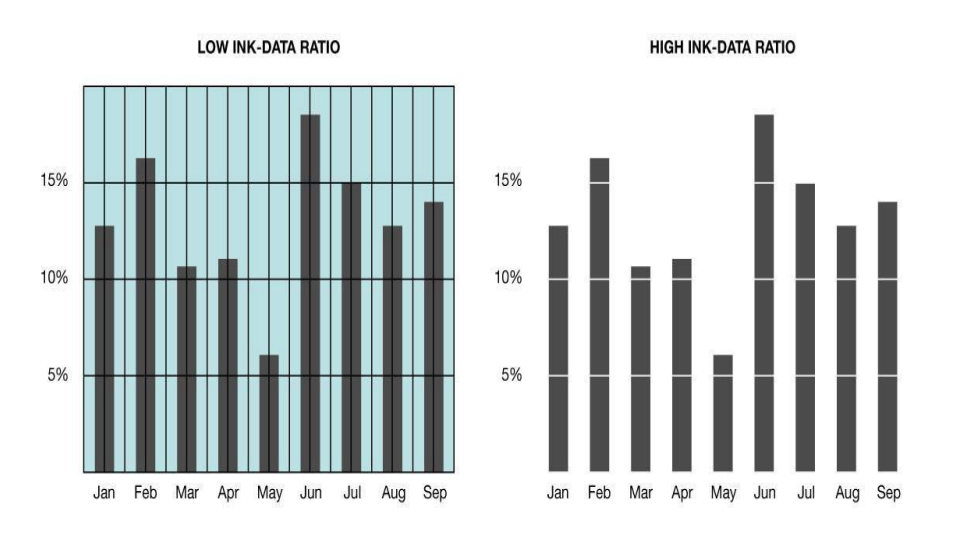 LOW INK-DATA RATIO
15%
10%
5%
Jan Feb Mar Apr May Jun Jul Aug Sep
HIGH INK-DATA RATIO
15%
10%
5%
Jan Feb Mar Apr May Jun Jul Aug Sep